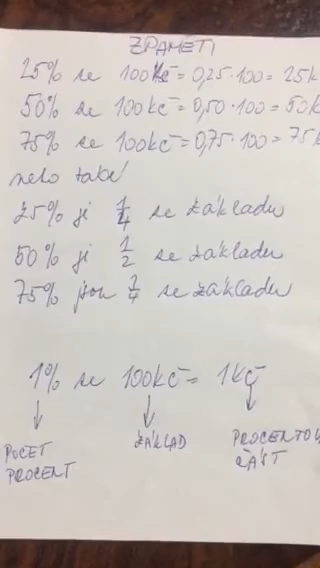 ZPAMĚTI
25% ze 100kč = 0,25·100 = 25k
50% ze 100kč = 0,50·100 = 50k
75% ze 100kč = 0,75·100 = 75k
nebo také
25% je 1/4 ze základu
50% je 1/2 ze základu
75% jsou 3/4 ze základu
1% ze 100kč = 1kč
POČET PROCENT
ZÁKLAD
PROCENTOV
ČÁST